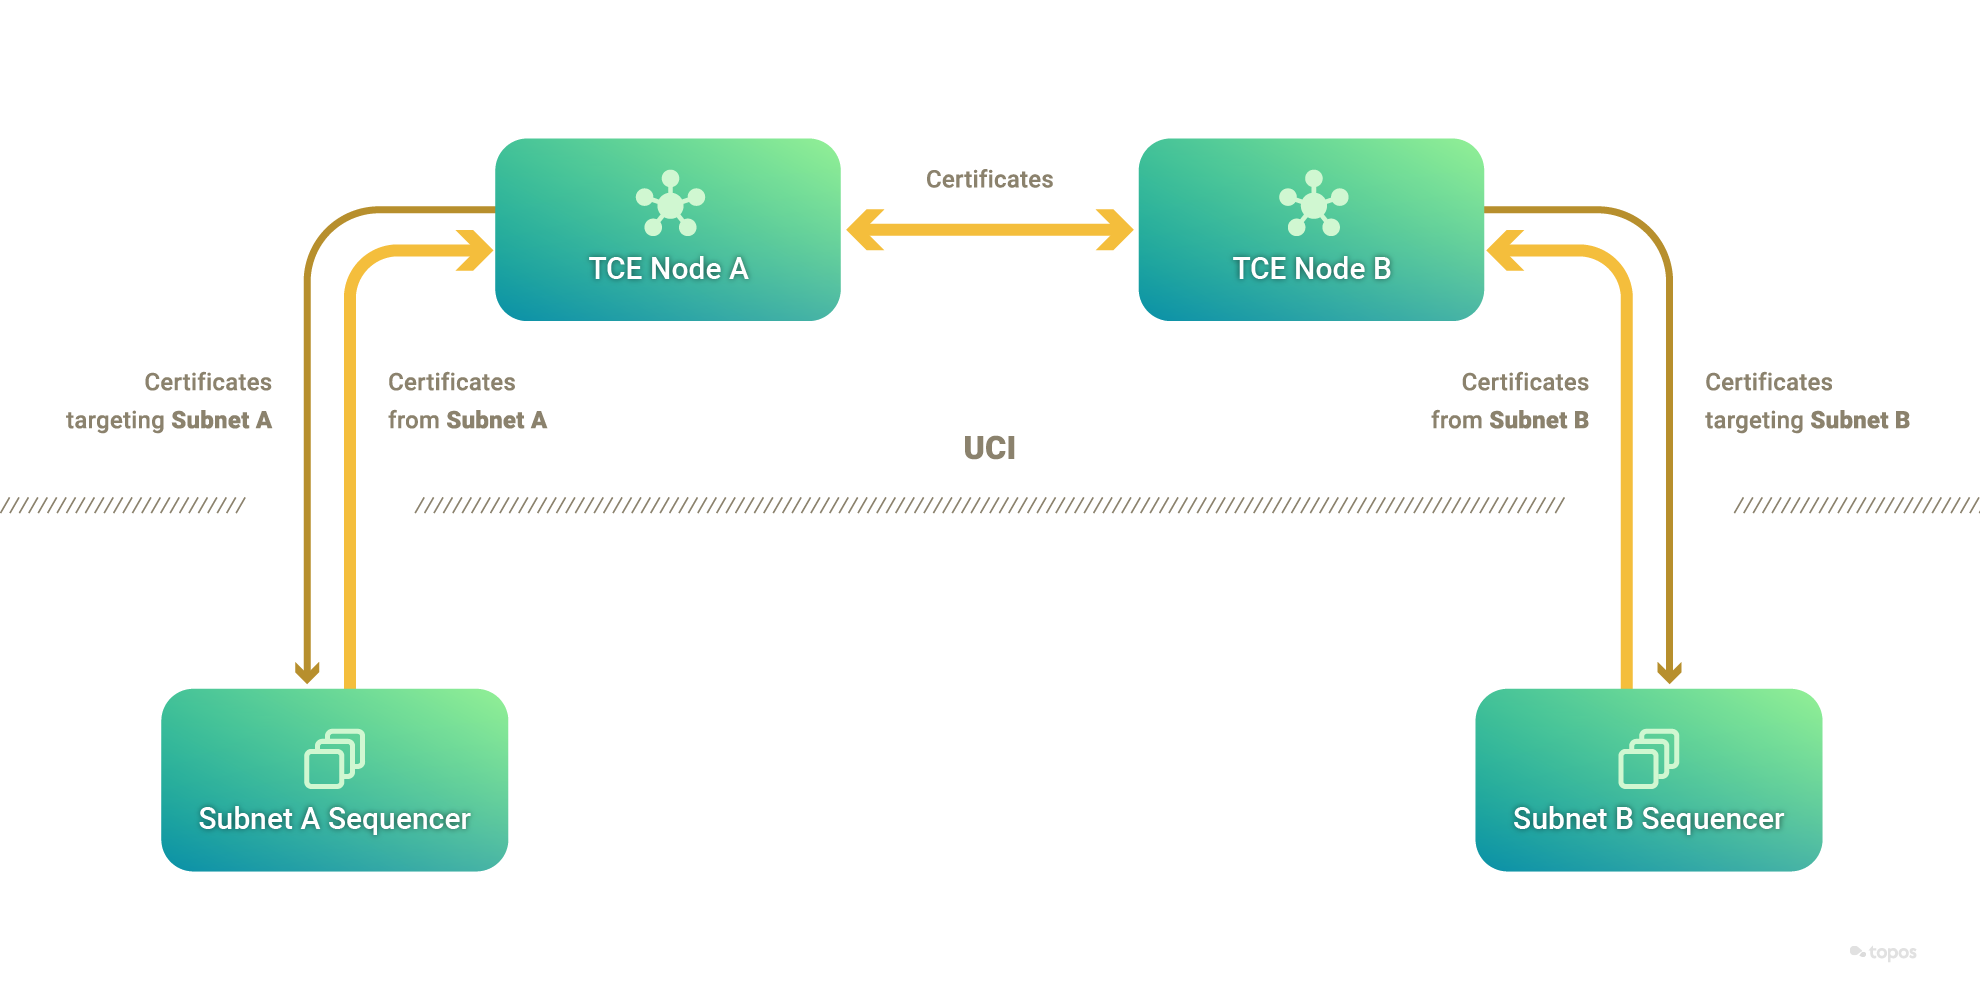 Certificates
TCE Node A
TCE Node B
Certificates
targeting Subnet A
Certificates
from Subnet A
Certificates
from Subnet B
Certificates
targeting Subnet B
UCI
Subnet A Sequencer
Subnet B Sequencer
topos